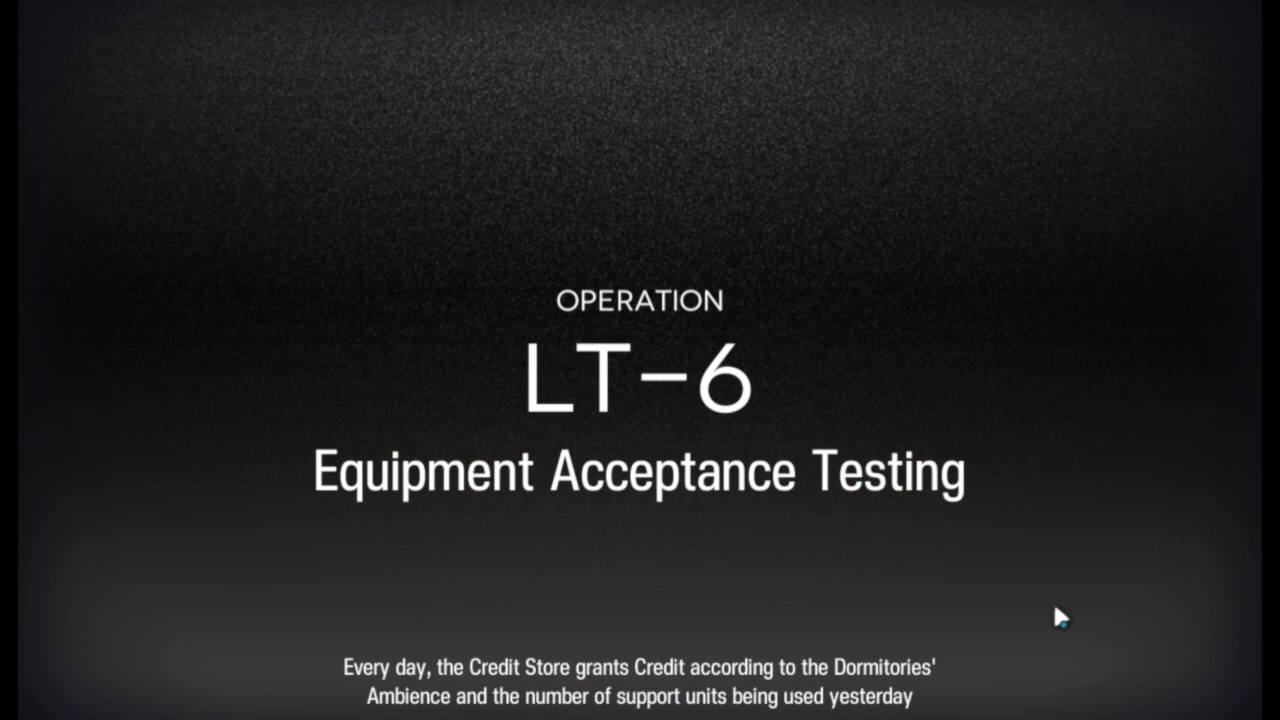 OPERATION
LT-6
Equipment Acceptance Testing
Every day, the Credit Store grants Credit according to the Dormitories'
Ambience and the number of support units being used yesterday